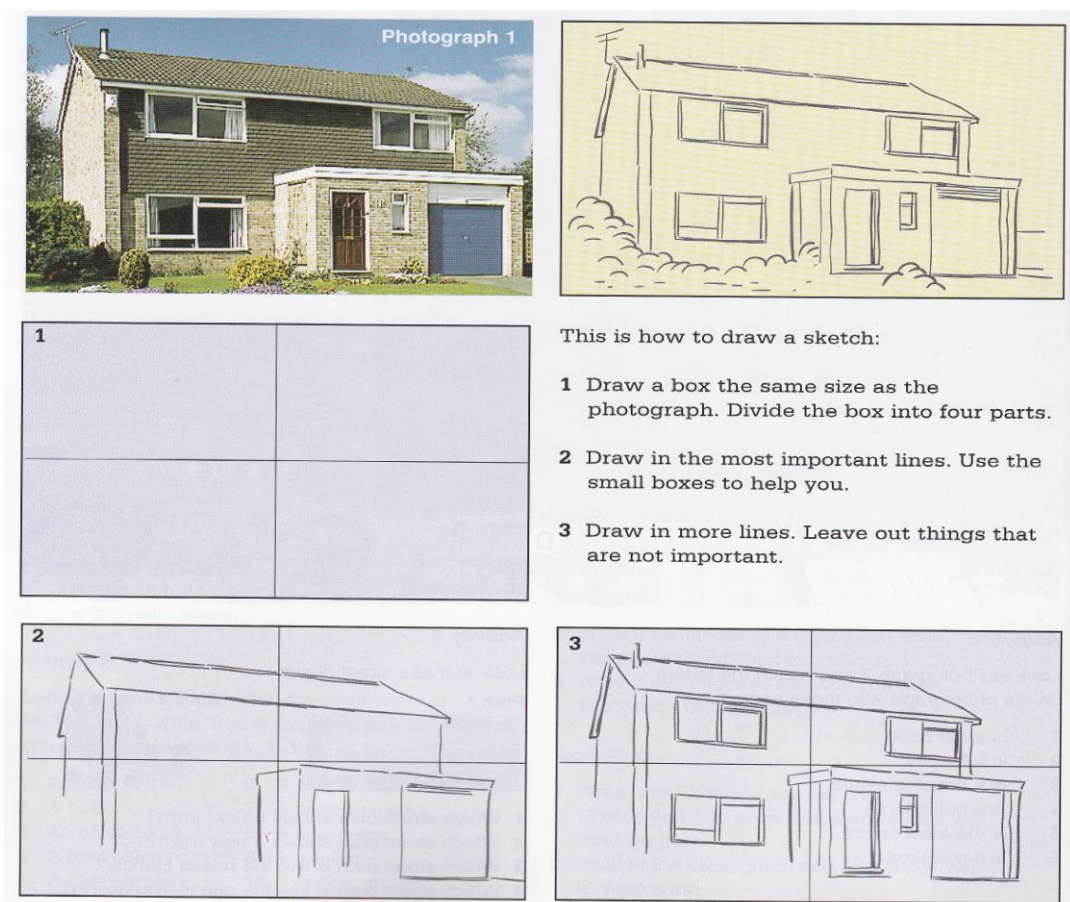 Photograph 1
1
This is how to draw a sketch:
1 Draw a box the same size as the
photograph. Divide the box into four parts.
2 Draw in the most important lines. Use the
small boxes to help you.
3 Draw in more lines. Leave out things that
are not important.
2
3